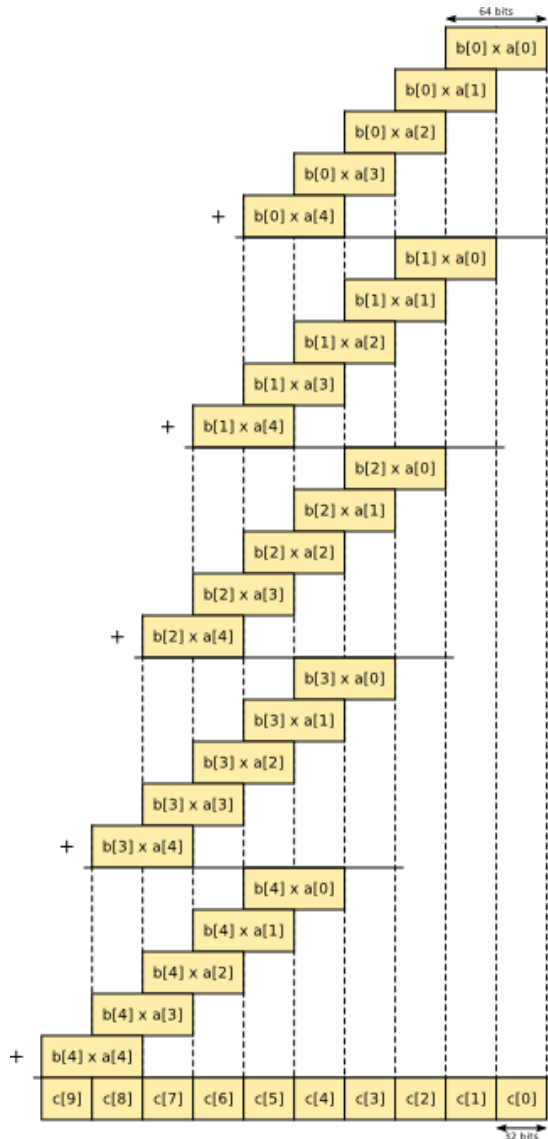 64 bits
b[0] x a[0]
b[0] x a[1]
b[0] x a[2]
b[0] x a[3]
+ b[0] x a[4]
b[1] x a[0]
b[1] x a[1]
b[1] x a[2]
b[1] x a[3]
+ b[1] x a[4]
b[2] x a[0]
b[2] x a[1]
b[2] x a[2]
b[2] x a[3]
+ b[2] x a[4]
b[3] x a[0]
b[3] x a[1]
b[3] x a[2]
b[3] x a[3]
+ b[3] x a[4]
b[4] x a[0]
b[4] x a[1]
b[4] x a[2]
b[4] x a[3]
+ b[4] x a[4]
c[9] c[8] c[7] c[6] c[5] c[4] c[3] c[2] c[1] c[0]
32 bits